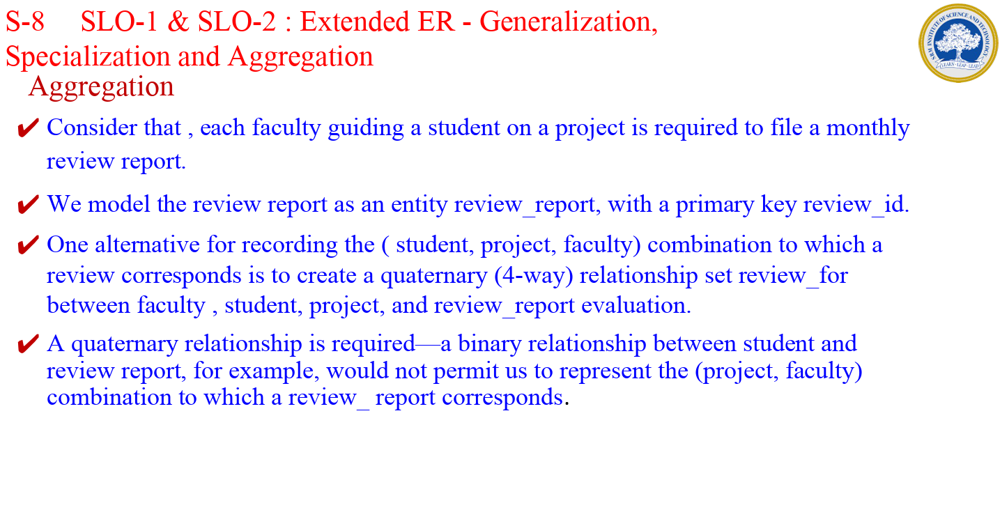 S-8 SLO-1 & SLO-2 : Extended ER - Generalization,
Specialization and Aggregation
SRM INSTITUTE OF SCIENCE AND TECHNOLOGY
LEARN - LEAP - LEAD
Aggregation
✔ Consider that , each faculty guiding a student on a project is required to file a monthly
review report.
✔ We model the review report as an entity review_report, with a primary key review_id.
✔ One alternative for recording the ( student, project, faculty) combination to which a
review corresponds is to create a quaternary (4-way) relationship set review_for
between faculty , student, project, and review_report evaluation.
✔ A quaternary relationship is required—a binary relationship between student and
review report, for example, would not permit us to represent the (project, faculty)
combination to which a review_ report corresponds.